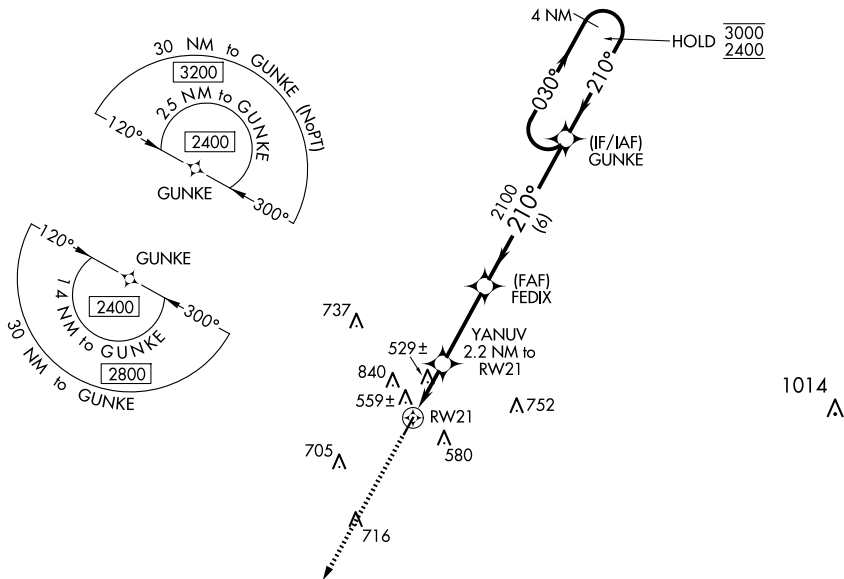 30 NM to GUNKE (NoPT)
3200
25 NM to GUNKE
2400
120°
300°
GUNKE
4 NM
HOLD 3000
2400
030°
210°
(IF/IAF)
GUNKE
2100
210°
(6)
120°
GUNKE
300°
2400
14 NM to GUNKE
2800
30 NM to GUNKE
(FAF)
FEDIX
737
YANUV
2.2 NM to
RW21
529±
840
559±
RW21
752
1014
580
705
716